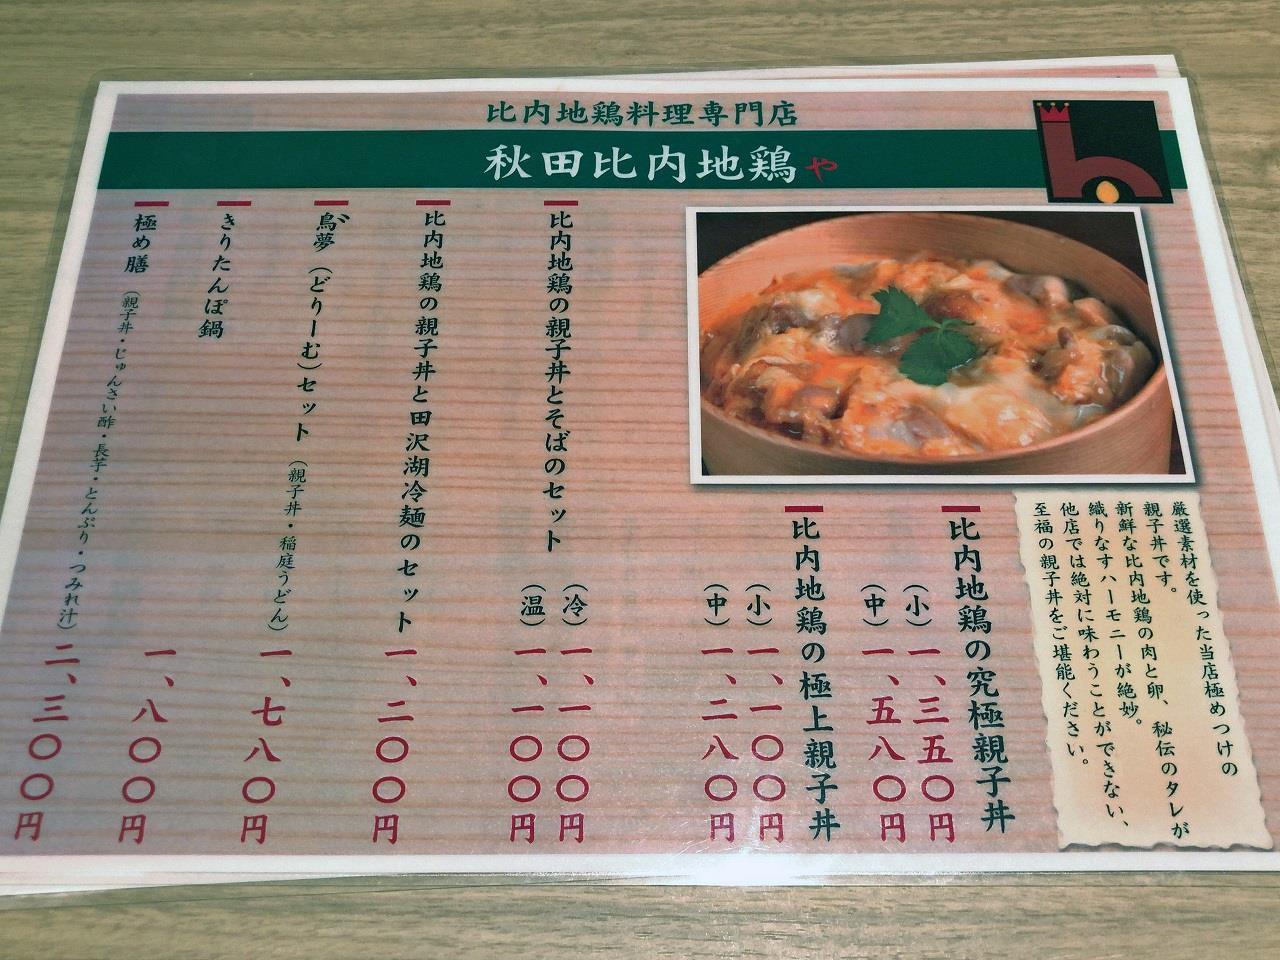 比内地鶏料理専門店
秋田比内地鶏や
厳選素材を使った当店極めつけの
親子丼です。
新鮮な比内地鶏の肉と卵、秘伝のタレが
織りなすハーモニーが絶妙。
他店では絶対に味わうことができない、
至福の親子丼をご堪能ください。
比内地鶏の究極親子丼
(小) 一、三五〇円
(中) 一、五八〇円
比内地鶏の極上親子丼
(小) 一、一〇〇円
(中) 一、二八〇円
比内地鶏の親子丼とそばのセット
(冷) 一、一〇〇円
(温) 一、一〇〇円
比内地鶏の親子丼と田沢湖冷麺のセット 一、二〇〇円
鳥夢(どりーむ)セット(親子丼・稲庭うどん) 一、七八〇円
きりたんぽ鍋 一、八〇〇円
極め膳(親子丼・じゅんさい酢・長芋・とんぶり・つみれ汁) 二、三〇〇円